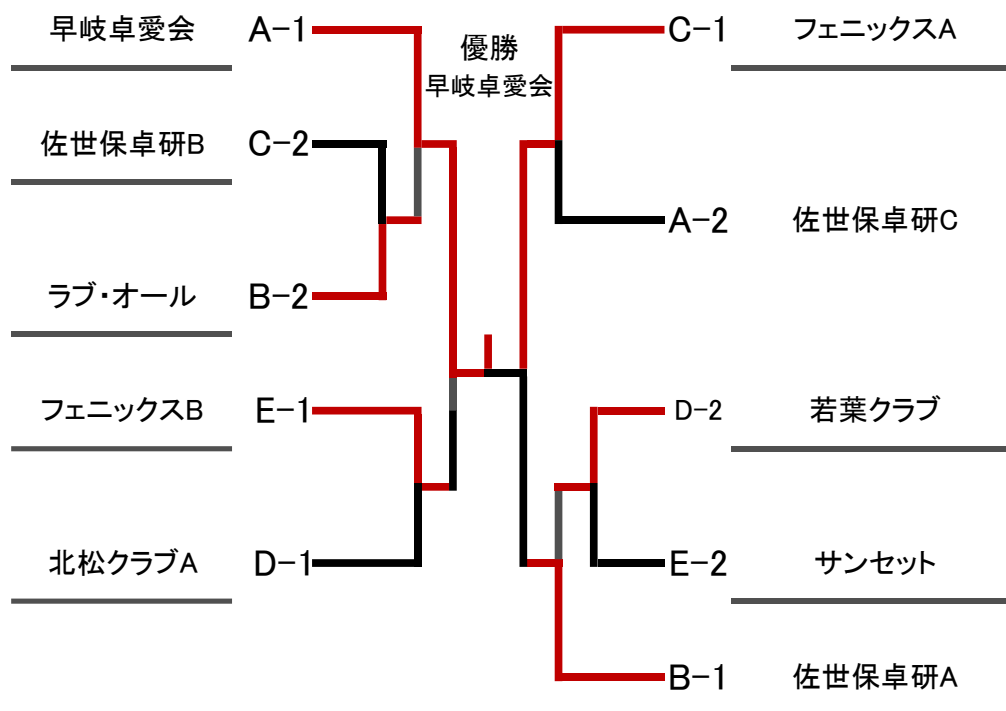 早岐卓愛会 A-1
佐世保卓研B C-2
ラブ・オール B-2
フェニックスB E-1
北松クラブA D-1
優勝
早岐卓愛会
C-1 フェニックスA
A-2 佐世保卓研C
D-2 若葉クラブ
E-2 サンセット
B-1 佐世保卓研A